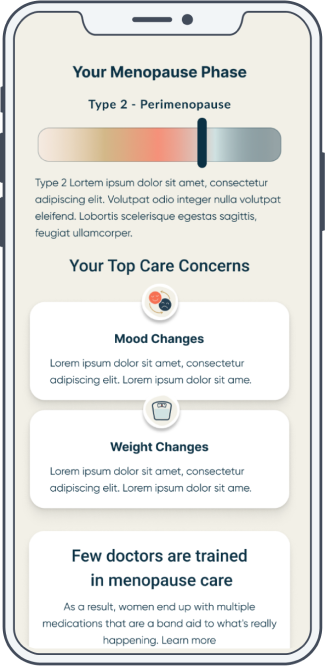 Your Menopause Phase
Type 2 - Perimenopause
Type 2 Lortem ipsum dolor sit amet, consectetur
adipiscing elit. Volutpat odio integer nulla volutpat
eleifend. Lobortis scelerisque egestas sagittis,
feugiat ullamcorper.
Your Top Care Concerns
Mood Changes
Lorem ipsum dolor sit amet, consectetur
adipiscing elit. Lorem ipsum dolor sit ame.
Weight Changes
Lorem ipsum dolor sit amet, consectetur
adipiscing elit. Lorem ipsum dolor sit ame.
Few doctors are trained
in menopause care
As a result, women end up with multiple
medications that are a band aid to what's really
happening. Learn more